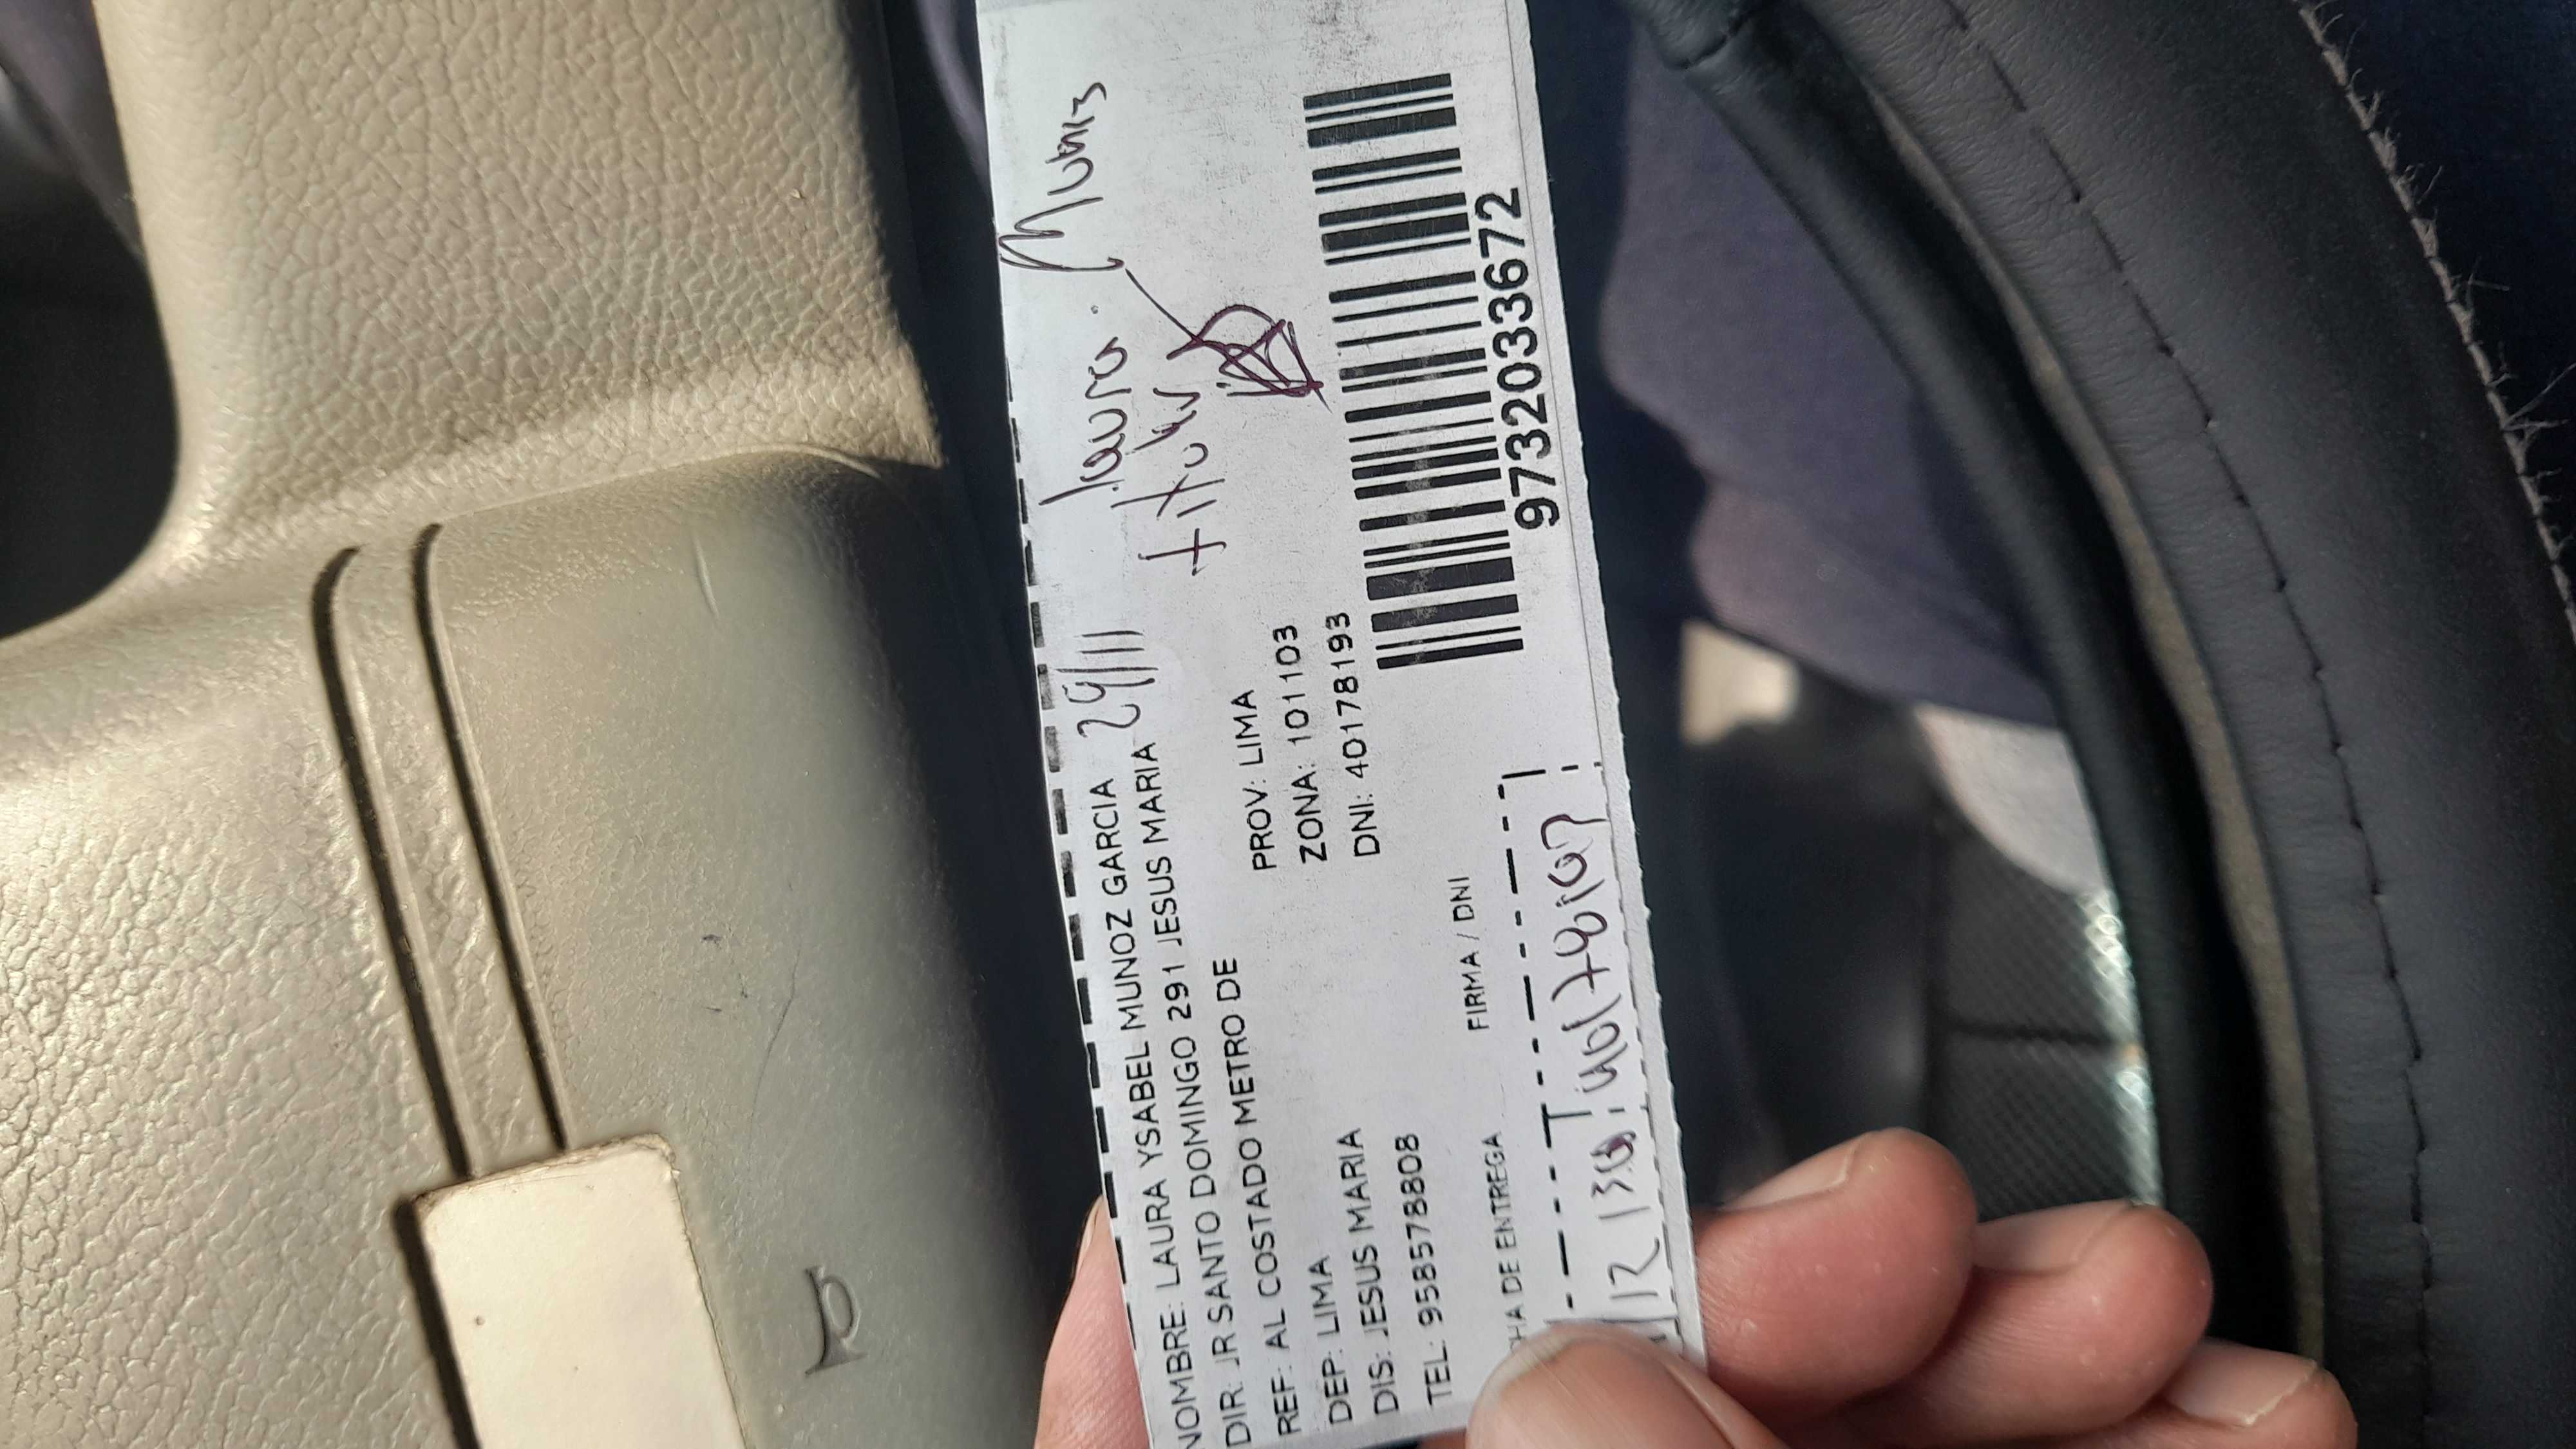 NOMBRE: LAURA YSABEL MUNOZ GARCIA 29/11
DIR: JR SANTO DOMINGO 291 JESUS MARIA
REF: AL COSTADO METRO DE
DEP: LIMA PROV: LIMA
DIS: JESUS MARIA ZONA: 101103
TEL: 958578808 DNI: 40178193
Laura Munoz
titular
HA DE ENTREGA FIRMA / DNI
9732033672